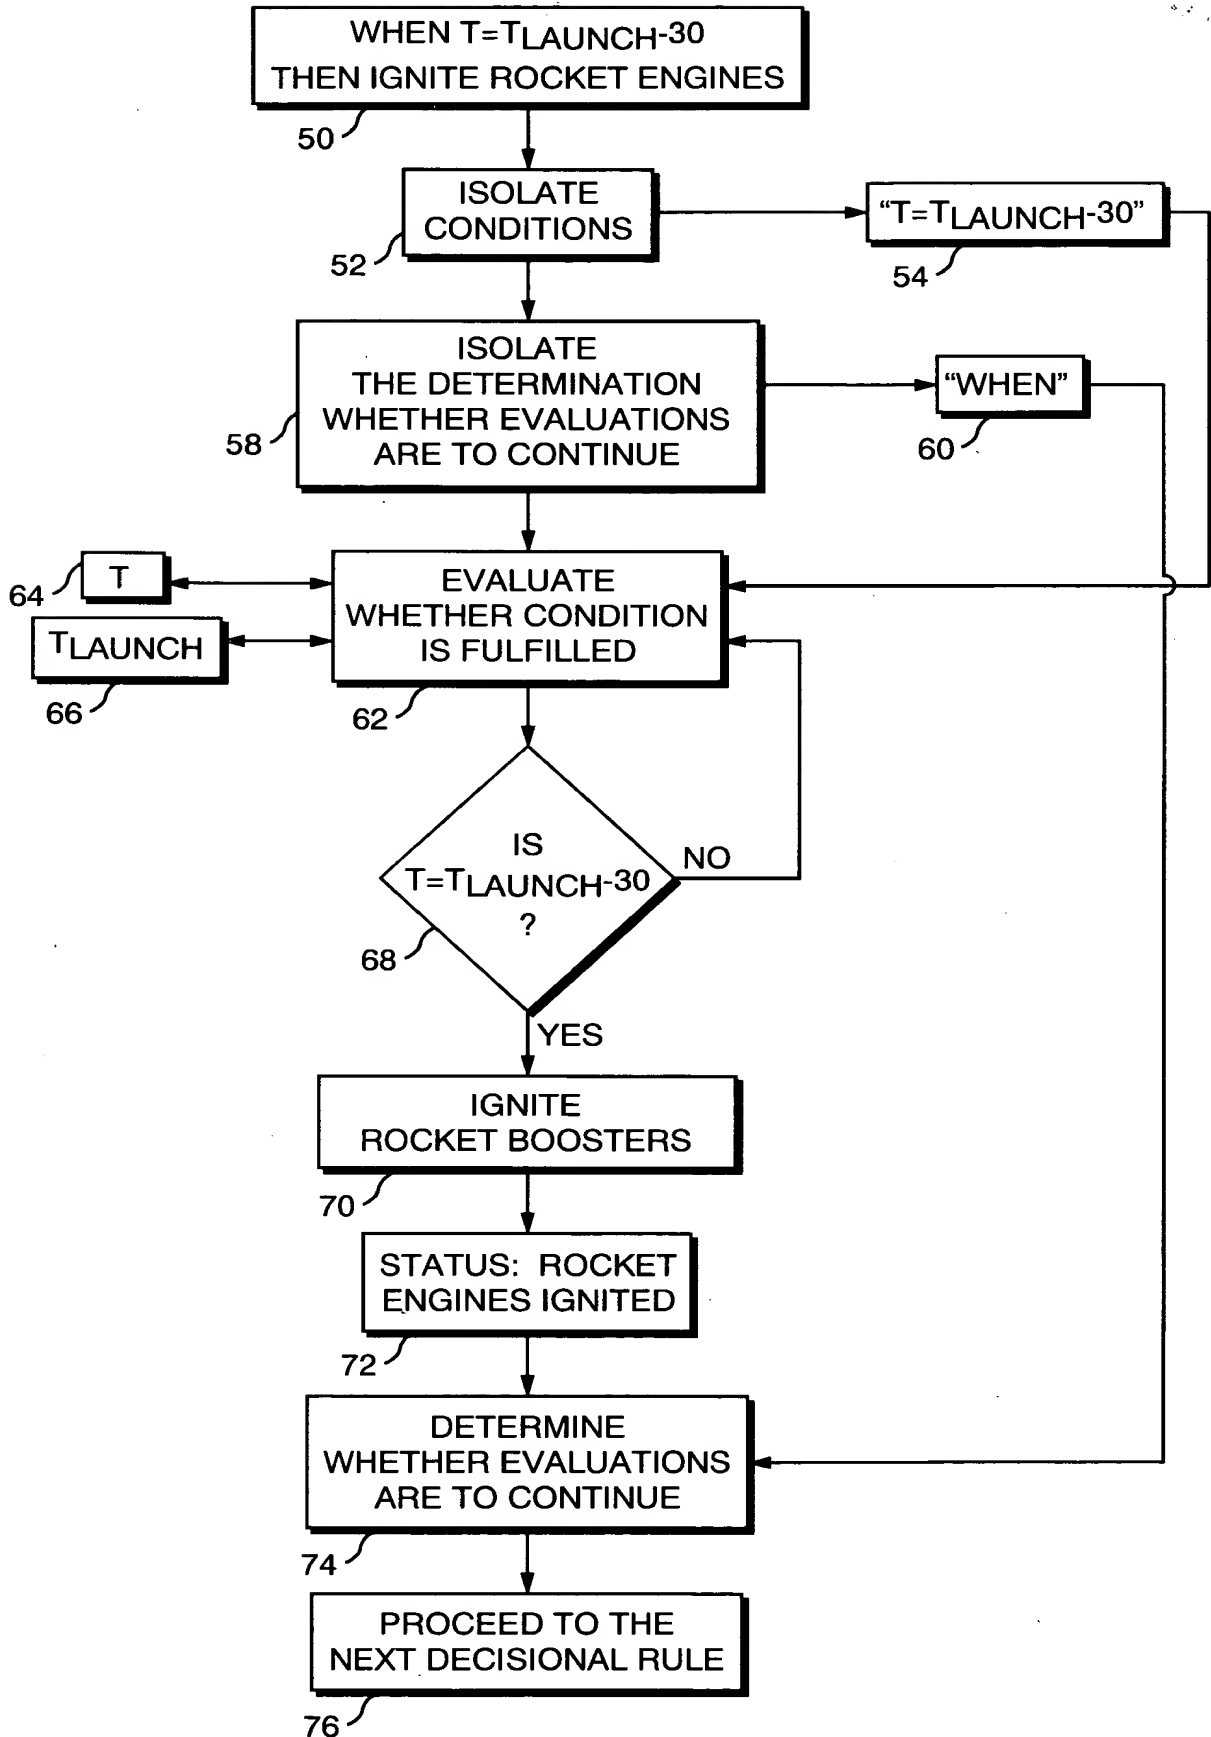 WHEN T=TLAUNCH-30
THEN IGNITE ROCKET ENGINES
50
ISOLATE
CONDITIONS
52
“T=TLAUNCH-30”
54
ISOLATE
THE DETERMINATION
WHETHER EVALUATIONS
ARE TO CONTINUE
58
“WHEN”
60
T
64
TLAUNCH
66
EVALUATE
WHETHER CONDITION
IS FULFILLED
62
IS
T=TLAUNCH-30
?
NO
68
YES
IGNITE
ROCKET BOOSTERS
70
STATUS: ROCKET
ENGINES IGNITED
72
DETERMINE
WHETHER EVALUATIONS
ARE TO CONTINUE
74
PROCEED TO THE
NEXT DECISIONAL RULE
76